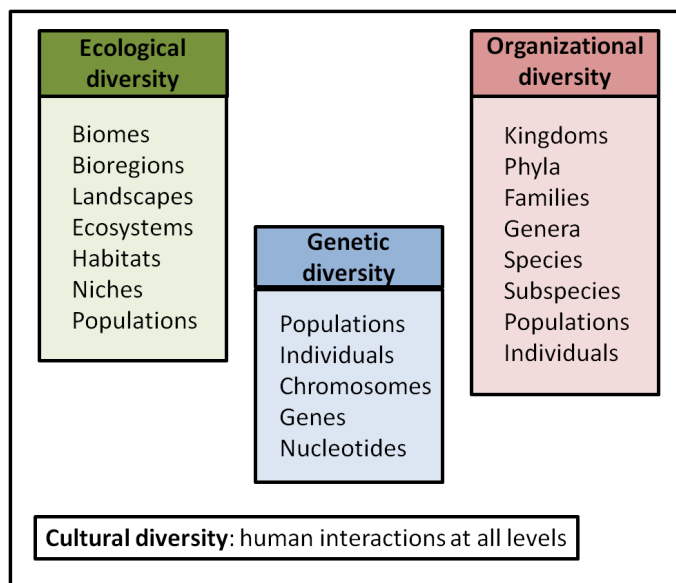 Ecological
diversity
Biomes
Bioregions
Landscapes
Ecosystems
Habitats
Niches
Populations
Genetic
diversity
Populations
Individuals
Chromosomes
Genes
Nucleotides
Organizational
diversity
Kingdoms
Phyla
Families
Genera
Species
Subspecies
Populations
Individuals
Cultural diversity: human interactions at all levels